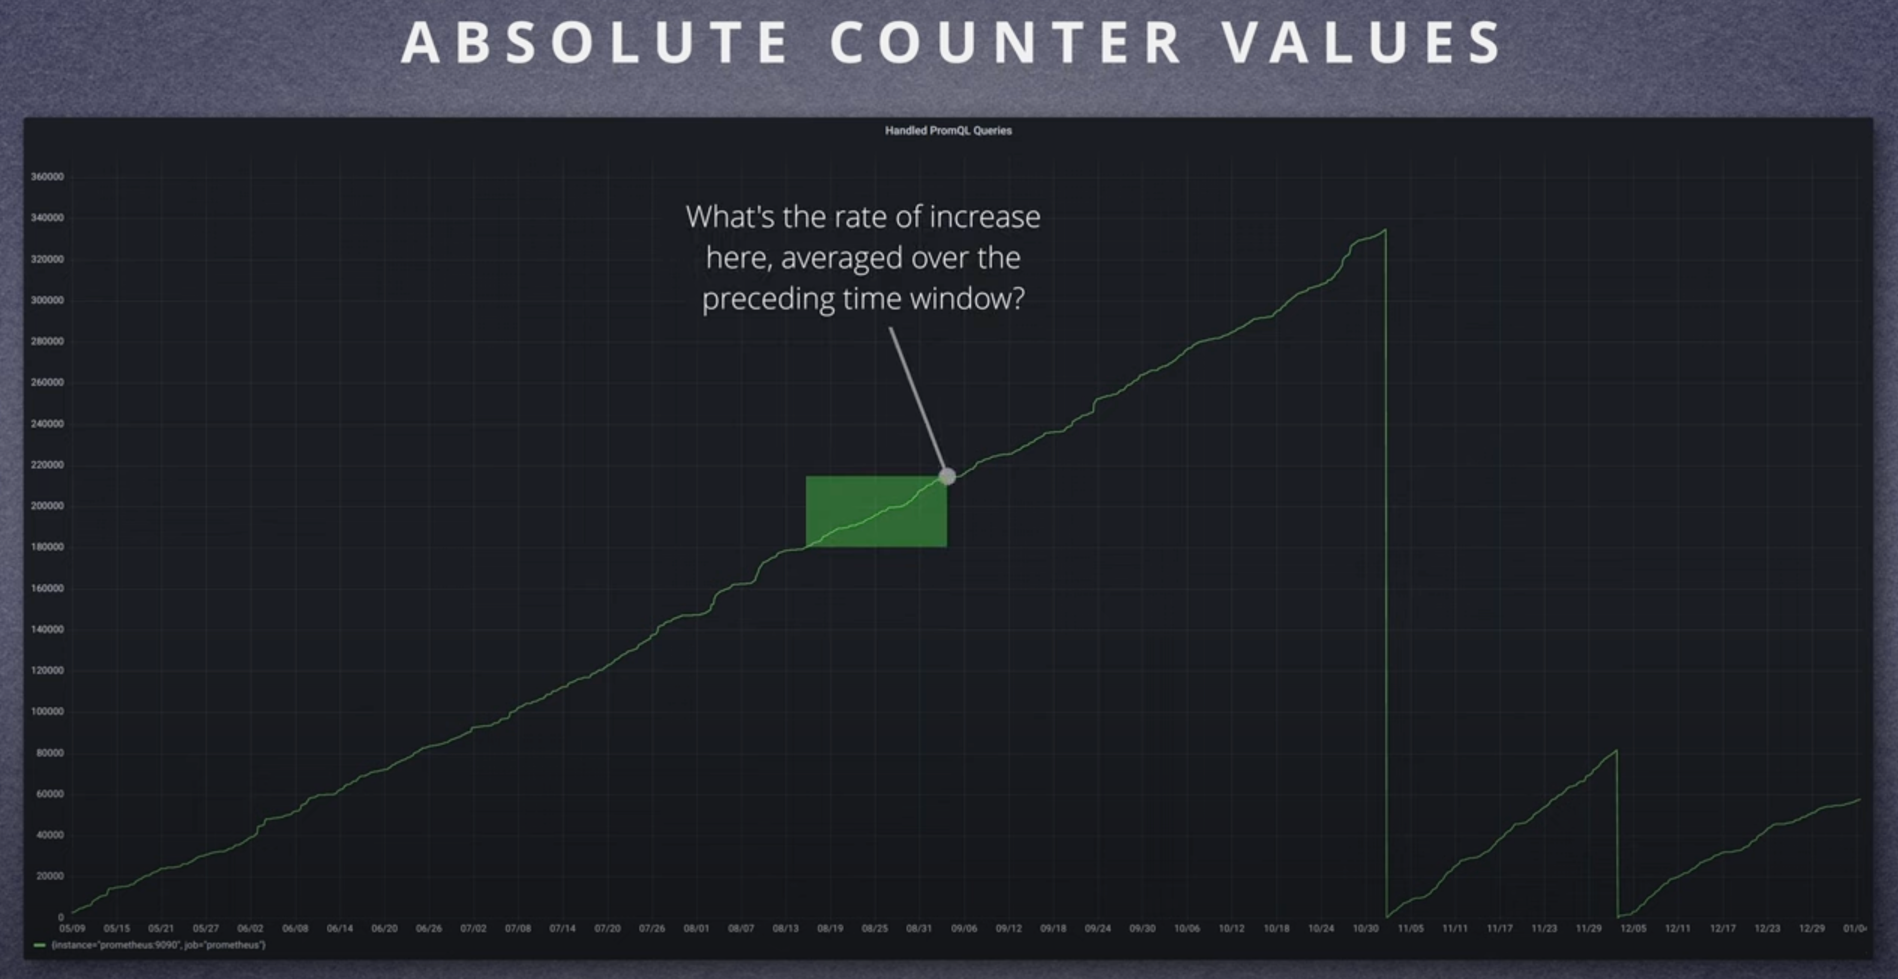 ABSOLUTE COUNTER VALUES
Handled PromQL Queries
360000
340000
320000
300000
280000
260000
240000
220000
200000
180000
160000
140000
120000
100000
80000
60000
40000
20000
0
What's the rate of increase
here, averaged over the
preceding time window?
05/09 05/15 05/21 05/27 06/02 06/08 06/14 06/20 06/26 07/02 07/08 07/14 07/20 07/26 08/01 08/07 08/13 08/19 08/25 08/31 09/06 09/12 09/18 09/24 09/30 10/06 10/12 10/18 10/24 10/30 11/05 11/11 11/17 11/23 11/29 12/05 12/11 12/17 12/23 12/29
{instance="prometheus:9090", job="prometheus"}